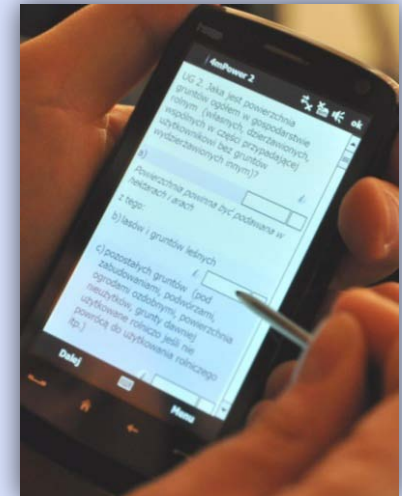 4mPower 2
ok
UG 2. Jaka jest powierzchnia
gruntów ogółem w gospodarstwie
rolnym (własnych, dzierżawionych,
wspólnych w części przypadającej
użytkownikowi bez gruntów
wydzierżawionych innym)?
a)
Powierzchnia powinna być podawana w
hektarach i arach
z tego:
b) lasów i gruntów leśnych
c) pozostałych gruntów (pod
zabudowaniami, podwórzami,
ogrodami ozdobnymi, powierzchnia
nieużytków, grunty dawniej
użytkowane rolniczo jeśli nie
powrócą do użytkowania rolniczego
itp.)
Dalej
Menu